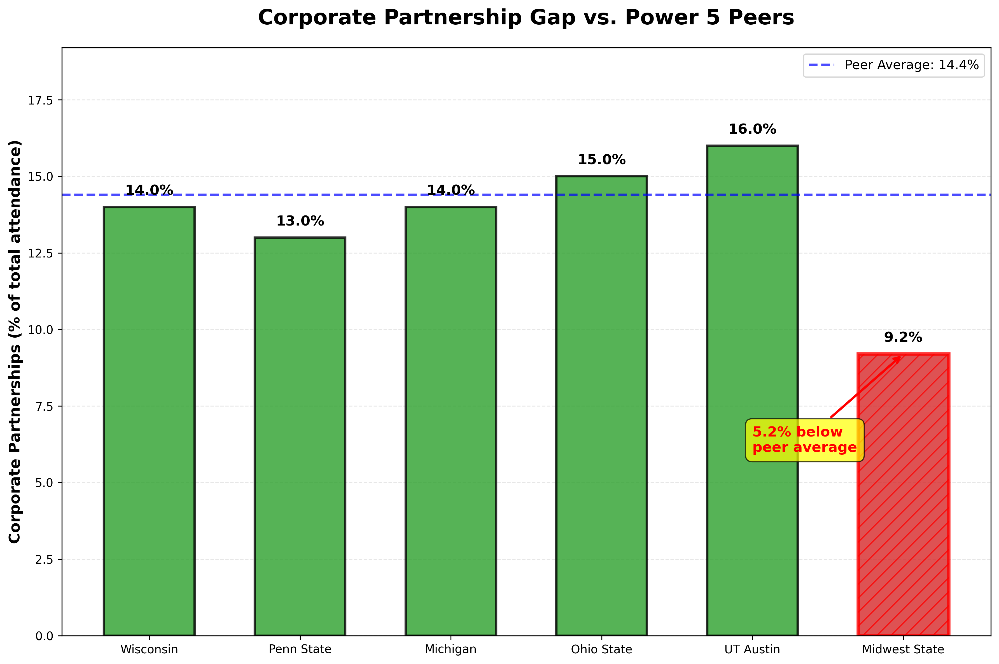 Corporate Partnership Gap vs. Power 5 Peers
Peer Average: 14.4%
Corporate Partnerships (% of total attendance)
17.5
15.0
12.5
10.0
7.5
5.0
2.5
0.0
14.0%
13.0%
14.0%
15.0%
16.0%
9.2%
5.2% below
peer average
Wisconsin
Penn State
Michigan
Ohio State
UT Austin
Midwest State